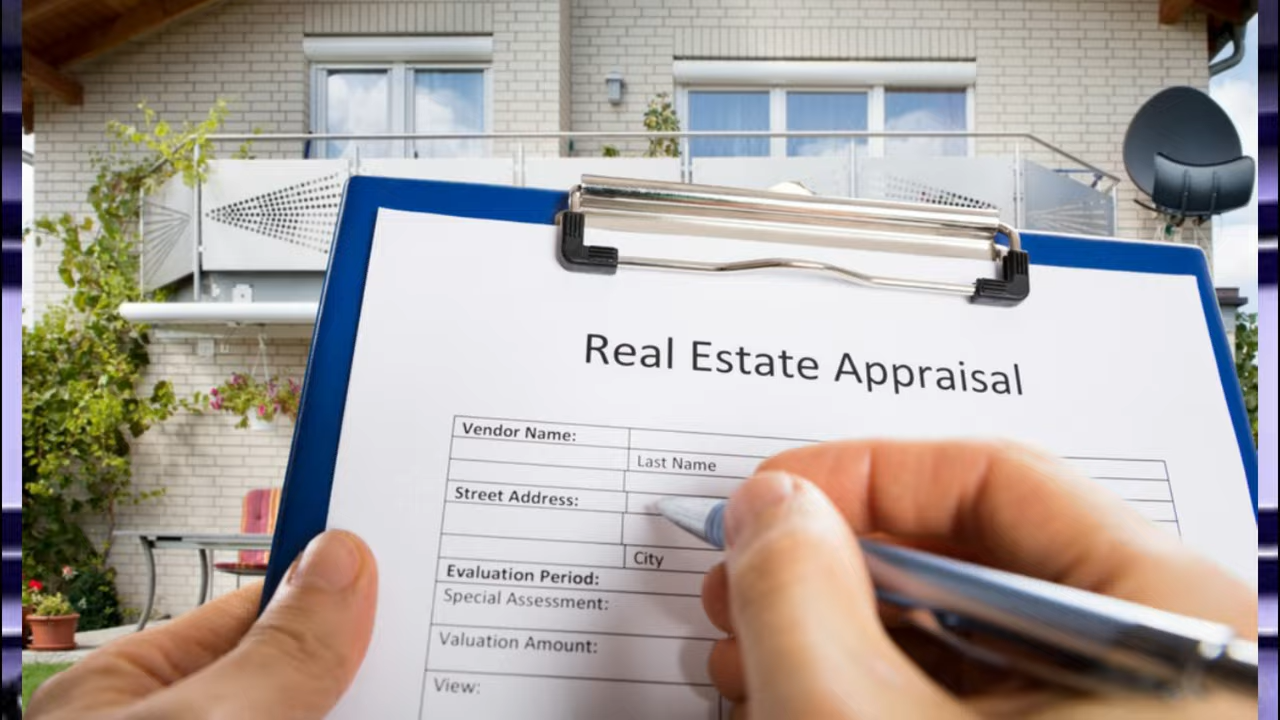 Real Estate Appraisal
Vendor Name:
Last Name
Street Address:
City
Evaluation Period:
Special Assessment:
Valuation Amount:
View: